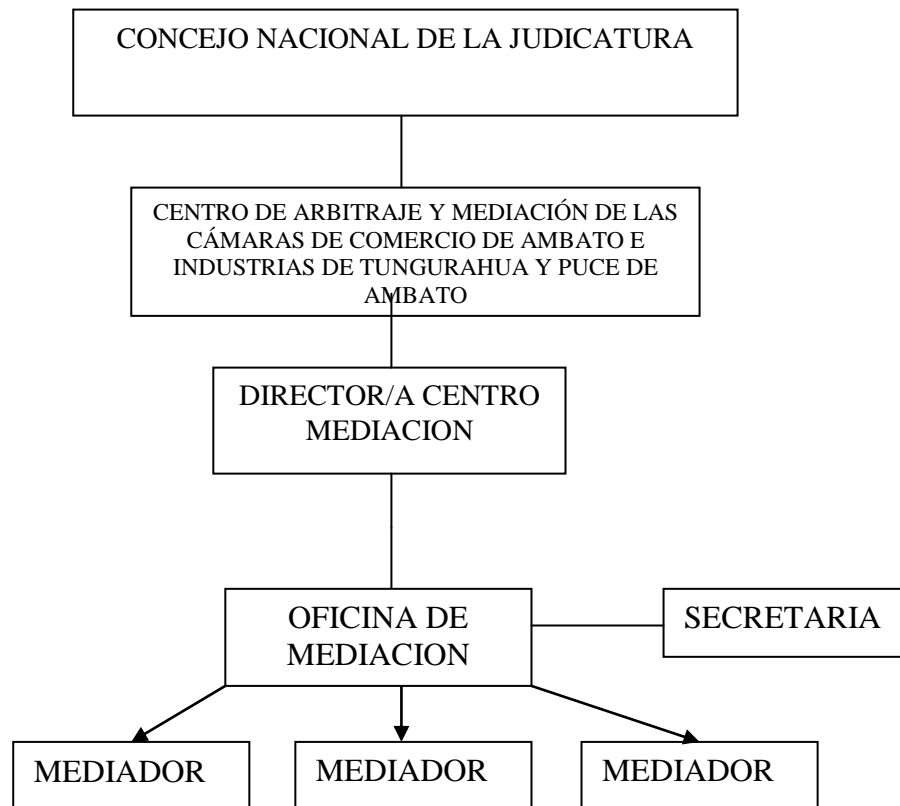 CONCEJO NACIONAL DE LA JUDICATURA
CENTRO DE ARBITRAJE Y MEDIACIÓN DE LAS
CÁMARAS DE COMERCIO DE AMBATO E
INDUSTRIAS DE TUNGURAHUA Y PUCE DE
AMBATO
DIRECTOR/A CENTRO
MEDIACION
OFICINA DE
MEDIACION
SECRETARIA
MEDIADOR
MEDIADOR
MEDIADOR